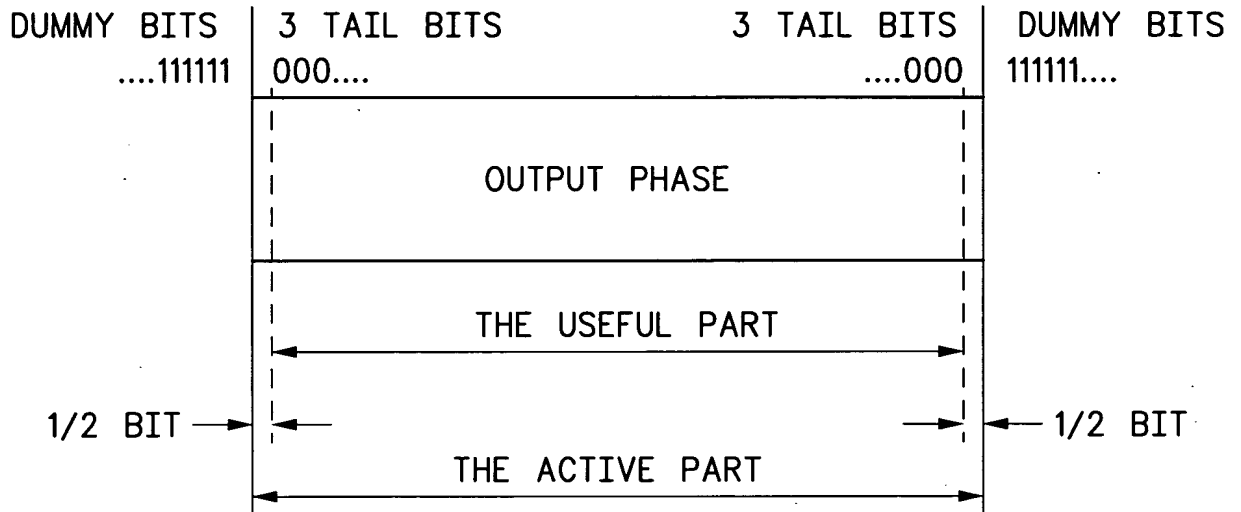 DUMMY BITS 3 TAIL BITS 3 TAIL BITS DUMMY BITS
....111111 000.... ....000 111111....
OUTPUT PHASE
THE USEFUL PART
1/2 BIT 1/2 BIT
THE ACTIVE PART